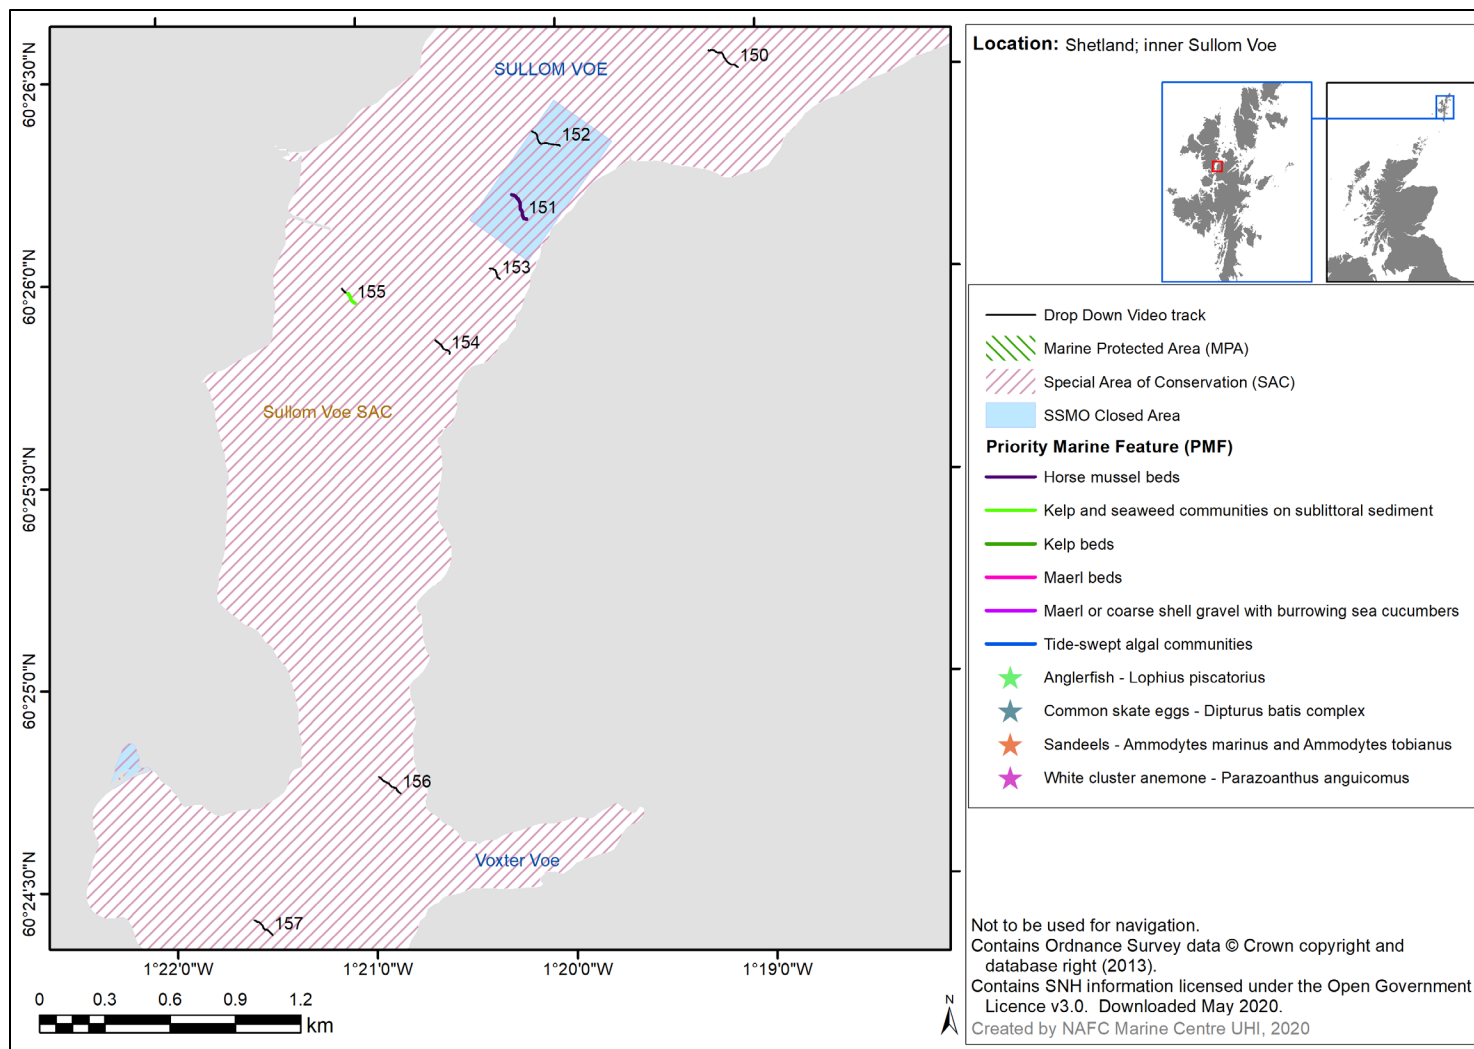 SULLOM VOE
150
152
151
153
155
154
Sullom Voe SAC
156
Voxter Voe
157
60°26'30"N
60°26'0"N
60°25'30"N
60°25'0"N
60°24'30"N
1°22'0"W
1°21'0"W
1°20'0"W
1°19'0"W
0 0.3 0.6 0.9 1.2
km
N
Location: Shetland; inner Sullom Voe
Drop Down Video track
Marine Protected Area (MPA)
Special Area of Conservation (SAC)
SSMO Closed Area
Priority Marine Feature (PMF)
Horse mussel beds
Kelp and seaweed communities on sublittoral sediment
Kelp beds
Maerl beds
Maerl or coarse shell gravel with burrowing sea cucumbers
Tide-swept algal communities
Anglerfish - Lophius piscatorius
Common skate eggs - Dipturus batis complex
Sandeels - Ammodytes marinus and Ammodytes tobianus
White cluster anemone - Parazoanthus anguicomus
Not to be used for navigation.
Contains Ordnance Survey data © Crown copyright and
database right (2013).
Contains SNH information licensed under the Open Government
Licence v3.0. Downloaded May 2020.
Created by NAFC Marine Centre UHI, 2020